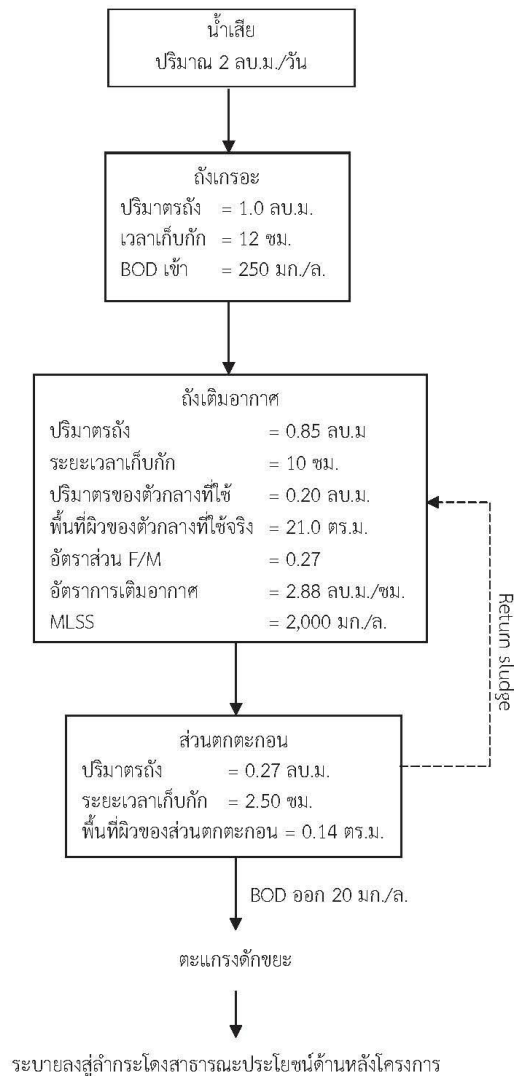 น้ำเสีย
ปริมาณ 2 ลบ.ม./วัน
ถังเกรอะ
ปริมาตรถัง = 1.0 ลบ.ม.
เวลาเก็บกัก = 12 ซม.
BOD เข้า = 250 มก./ล.
ถังเติมอากาศ
ปริมาตรถัง = 0.85 ลบ.ม
ระยะเวลาเก็บกัก = 10 ซม.
ปริมาตรของตัวกลางที่ใช้ = 0.20 ลบ.ม.
พื้นที่ผิวของตัวกลางที่ใช้จริง = 21.0 ตร.ม.
อัตราส่วน F/M = 0.27
อัตราการเติมอากาศ = 2.88 ลบ.ม./ซม.
MLSS = 2,000 มก./ล.
Return sludge
ส่วนตกตะกอน
ปริมาตรถัง = 0.27 ลบ.ม.
ระยะเวลาเก็บกัก = 2.50 ซม.
พื้นที่ผิวของส่วนตกตะกอน = 0.14 ตร.ม.
BOD ออก 20 มก./ล.
ตะแกรงดักขยะ
ระบายลงสู่ลำกระโดงสาธารณะประโยชน์ด้านหลังโครงการ